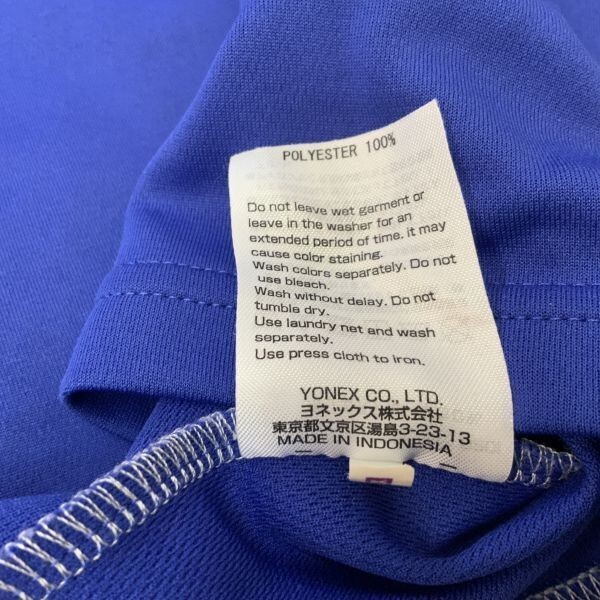 POLYESTER 100%
Do not leave wet garment or
leave in the washer for an
extended period of time. it may
cause color staining.
Wash colors separately. Do not
use bleach.
Wash without delay. Do not
tumble dry.
Use laundry net and wash
separately.
Use press cloth to iron.
YONEX CO., LTD.
ヨネックス株式会社
東京都文京区湯島3-23-13
MADE IN INDONESIA